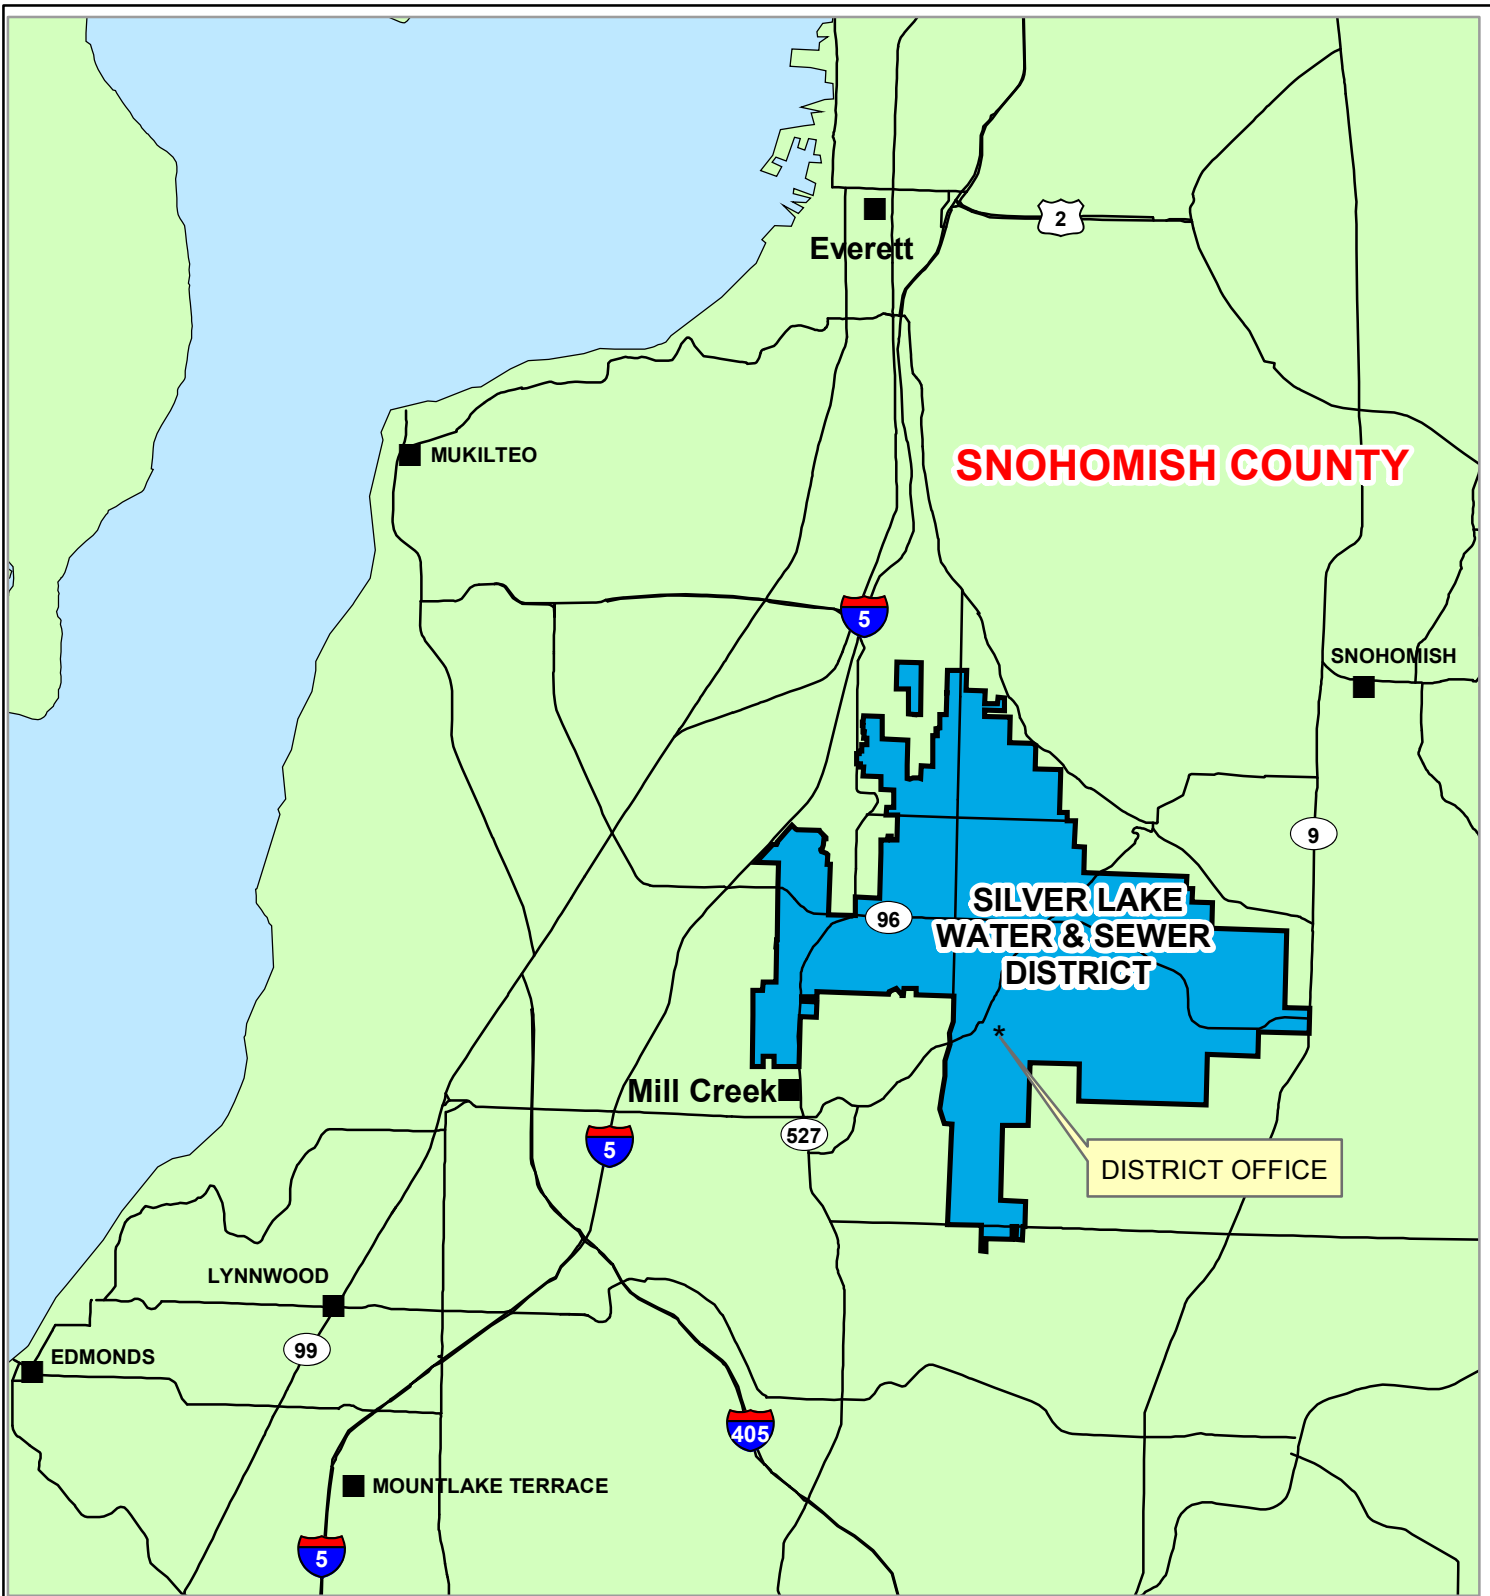 2
Everett
MUKILTEO
SNOHOMISH COUNTY
5
SNOHOMISH
9
SILVER LAKE
WATER & SEWER
DISTRICT
96
*
Mill Creek
527
5
DISTRICT OFFICE
LYNNWOOD
99
EDMONDS
405
MOUNTLAKE TERRACE
5